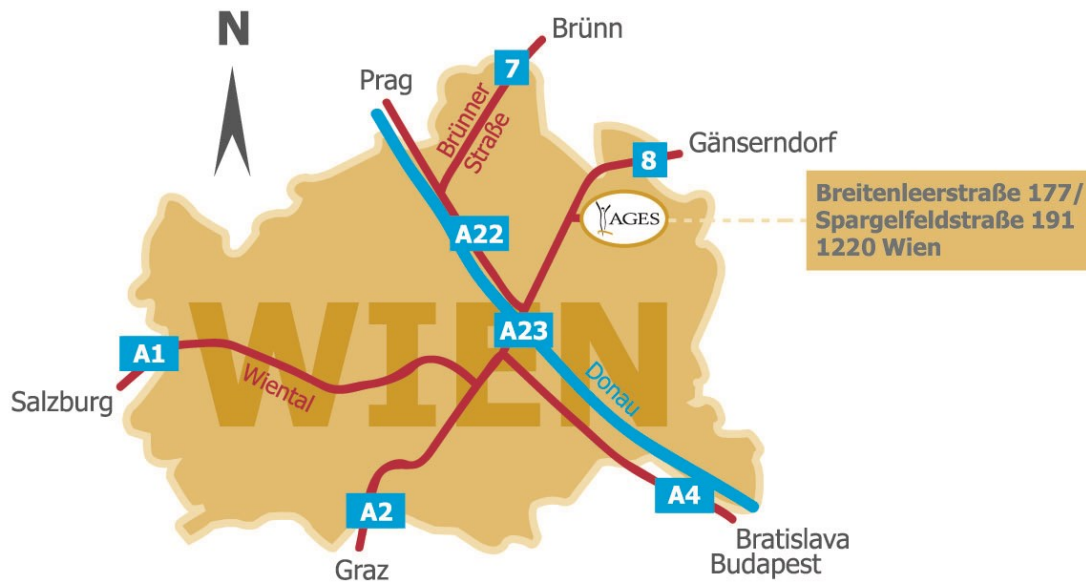 N
Brünn
7
Prag
Brünner
Straße
8
Gänserndorf
AGES
Breitenleerstraße 177/
Spargelfeldstraße 191
1220 Wien
A22
WIEN
A23
A1
Wiental
Donau
Salzburg
A2
A4
Graz
Bratislava
Budapest